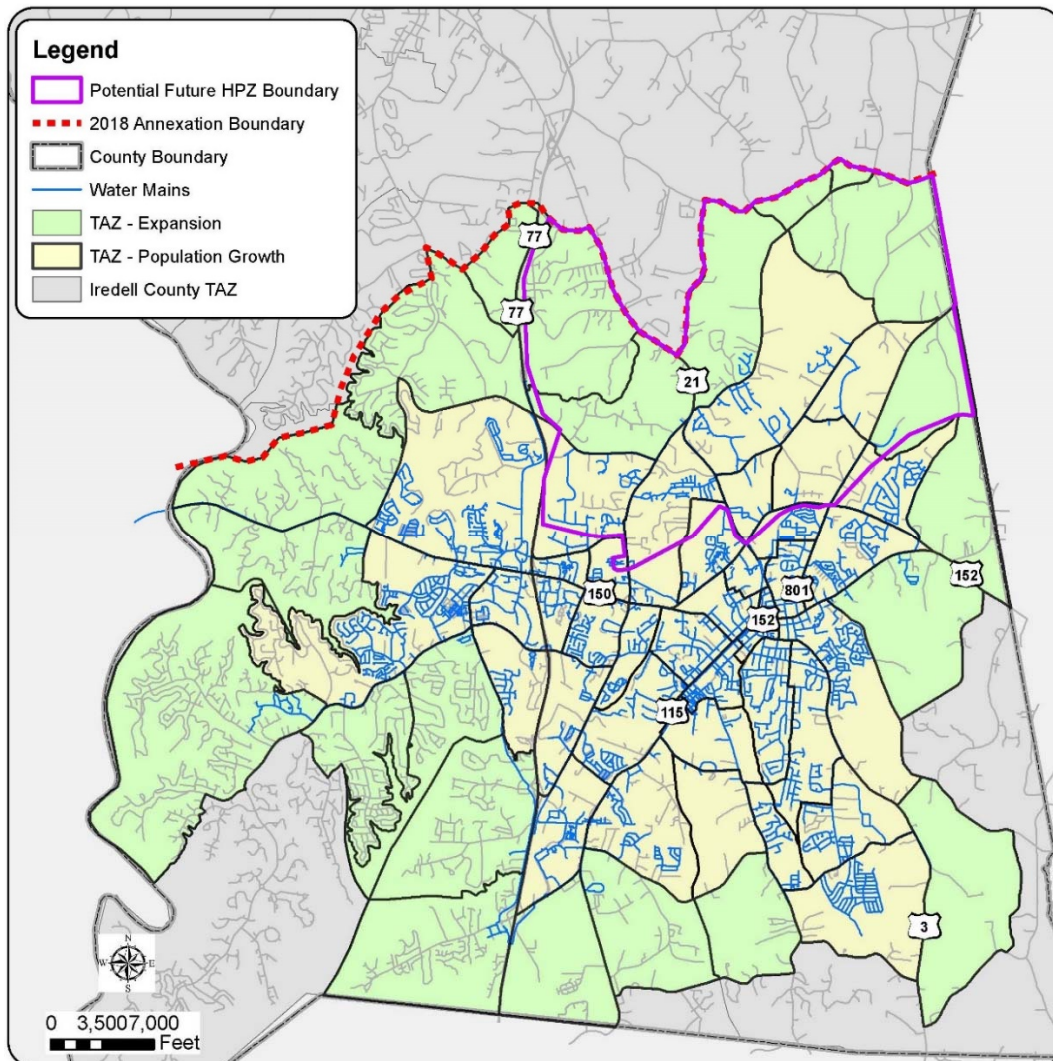 Legend
Potential Future HPZ Boundary
2018 Annexation Boundary
County Boundary
Water Mains
TAZ - Expansion
TAZ - Population Growth
Iredell County TAZ
77
77
21
152
801
150
152
115
3
N
W E
S
0 3,5007,000
Feet